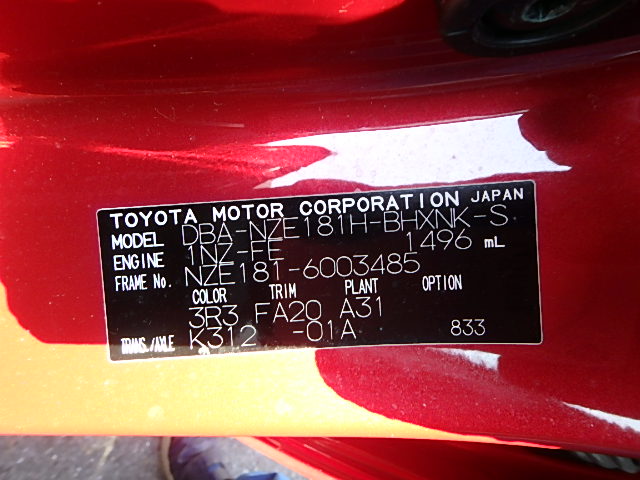 TOYOTA MOTOR CORPORATION JAPAN
MODEL DBA-NZE181H-BHXNK-S
ENGINE 1NZ-FE 1496 mL
FRAME No. NZE181-6003485
COLOR TRIM PLANT OPTION
3R3 FA20 A31
TRANS./AXLE K312 -01A 833